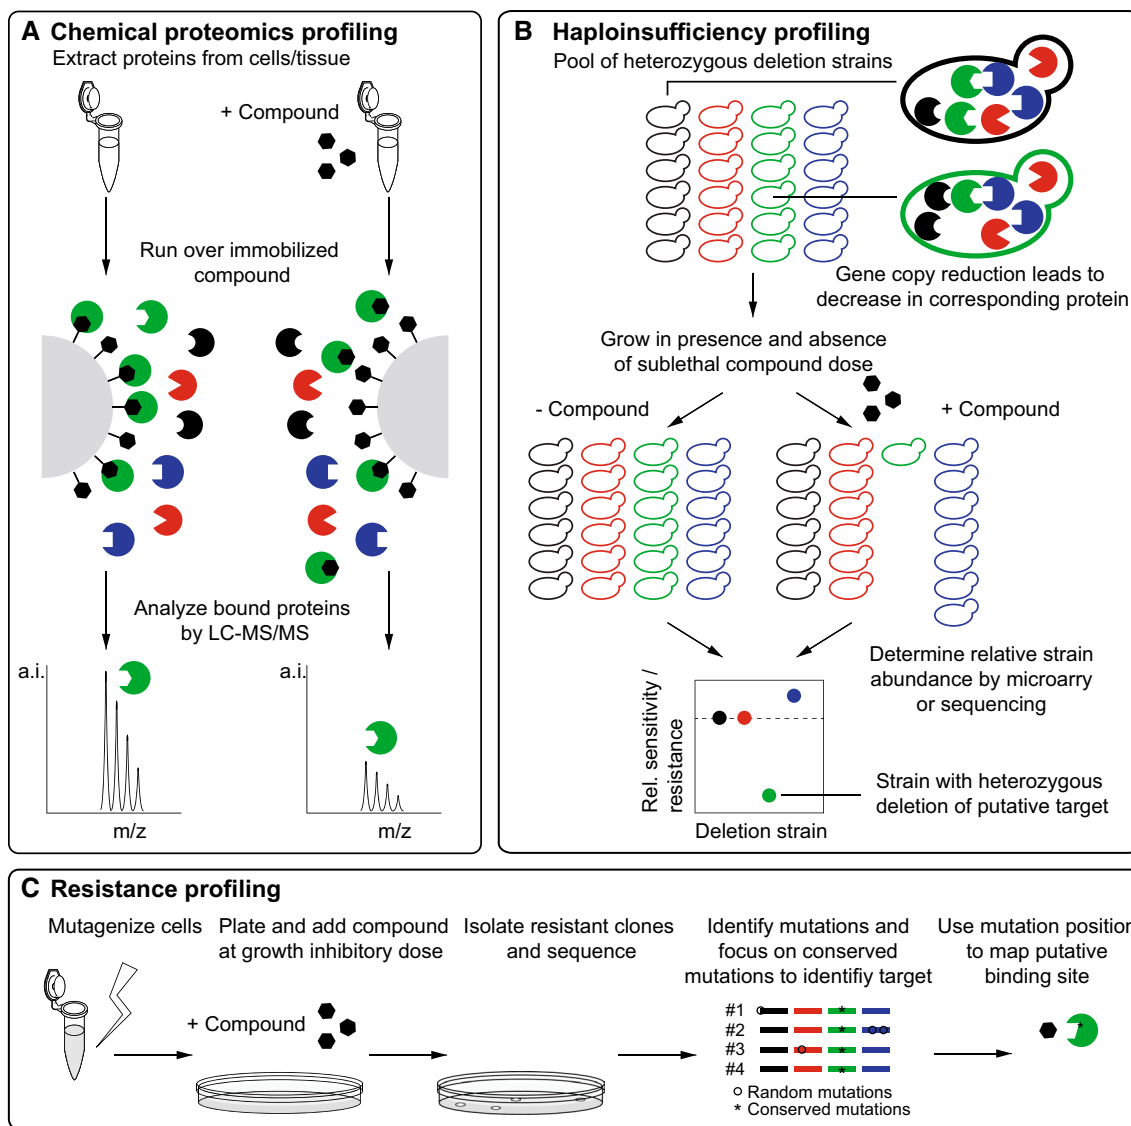 A Chemical proteomics profiling
Extract proteins from cells/tissue
+ Compound
Run over immobilized
compound
Analyze bound proteins
by LC-MS/MS
a.i.
a.i.
m/z
m/z
B Haploinsufficiency profiling
Pool of heterozygous deletion strains
Gene copy reduction leads to
decrease in corresponding protein
Grow in presence and absence
of sublethal compound dose
- Compound
+ Compound
Determine relative strain
abundance by microarry
or sequencing
Rel. sensitivity /
resistance
Strain with heterozygous
deletion of putative target
Deletion strain
C Resistance profiling
Mutagenize cells
Plate and add compound
at growth inhibitory dose
+ Compound
Isolate resistant clones
and sequence
Identify mutations and
focus on conserved
mutations to identifiy target
#1
#2
#3
#4
Random mutations
* Conserved mutations
Use mutation position
to map putative
binding site